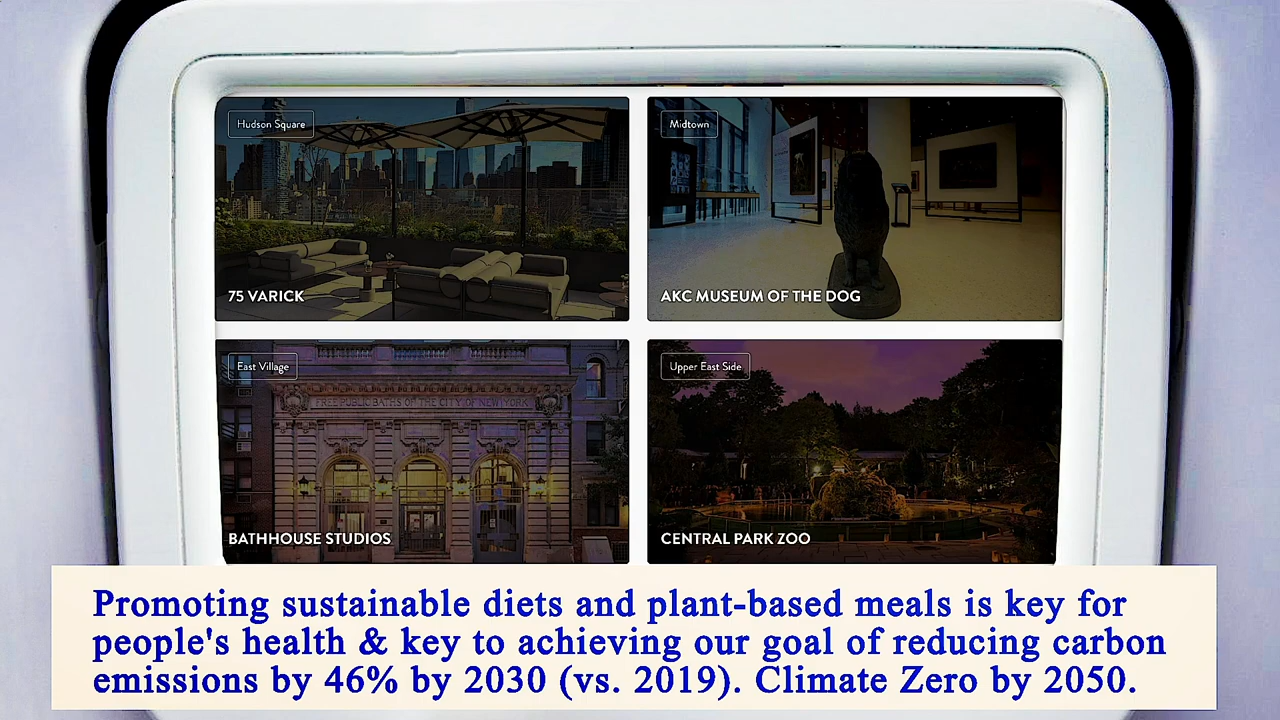 Hudson Square
75 VARICK
Midtown
AKC MUSEUM OF THE DOG
East Village
FREE PUBLIC BATHS OF THE CITY OF NEW YORK
BATHHOUSE STUDIOS
Upper East Side
CENTRAL PARK ZOO
Promoting sustainable diets and plant-based meals is key for
people's health & key to achieving our goal of reducing carbon
emissions by 46% by 2030 (vs. 2019). Climate Zero by 2050.